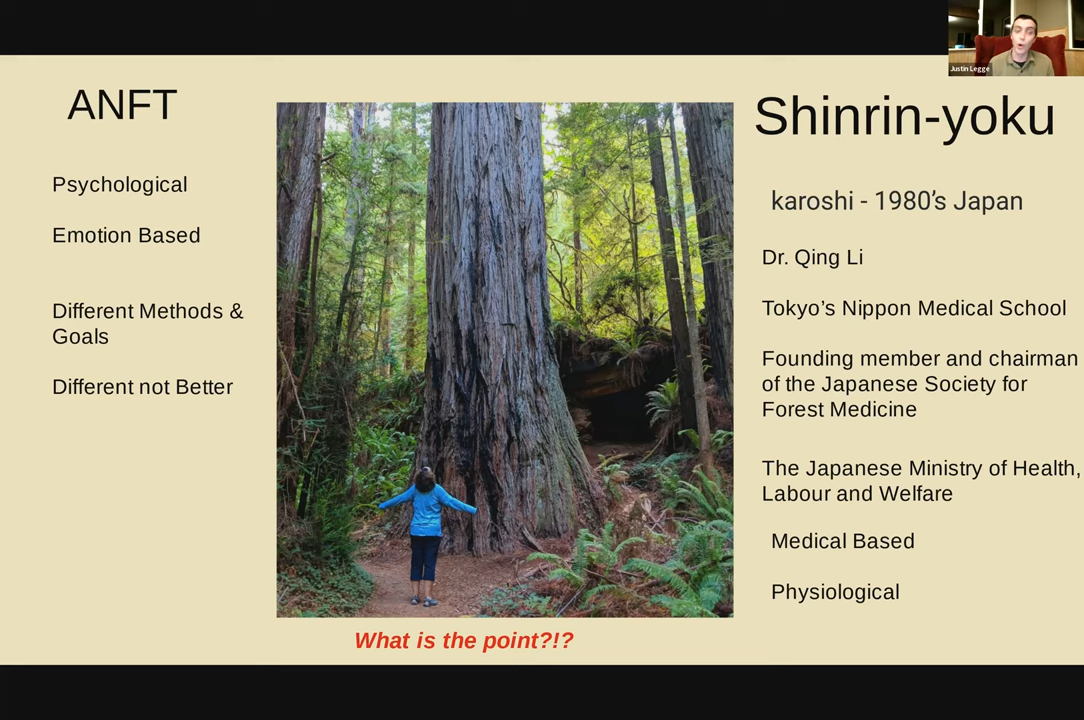 Justin Legge
ANFT
Psychological
Emotion Based
Different Methods &
Goals
Different not Better
Shinrin-yoku
karoshi - 1980’s Japan
Dr. Qing Li
Tokyo’s Nippon Medical School
Founding member and chairman
of the Japanese Society for
Forest Medicine
The Japanese Ministry of Health,
Labour and Welfare
Medical Based
Physiological
What is the point?!?